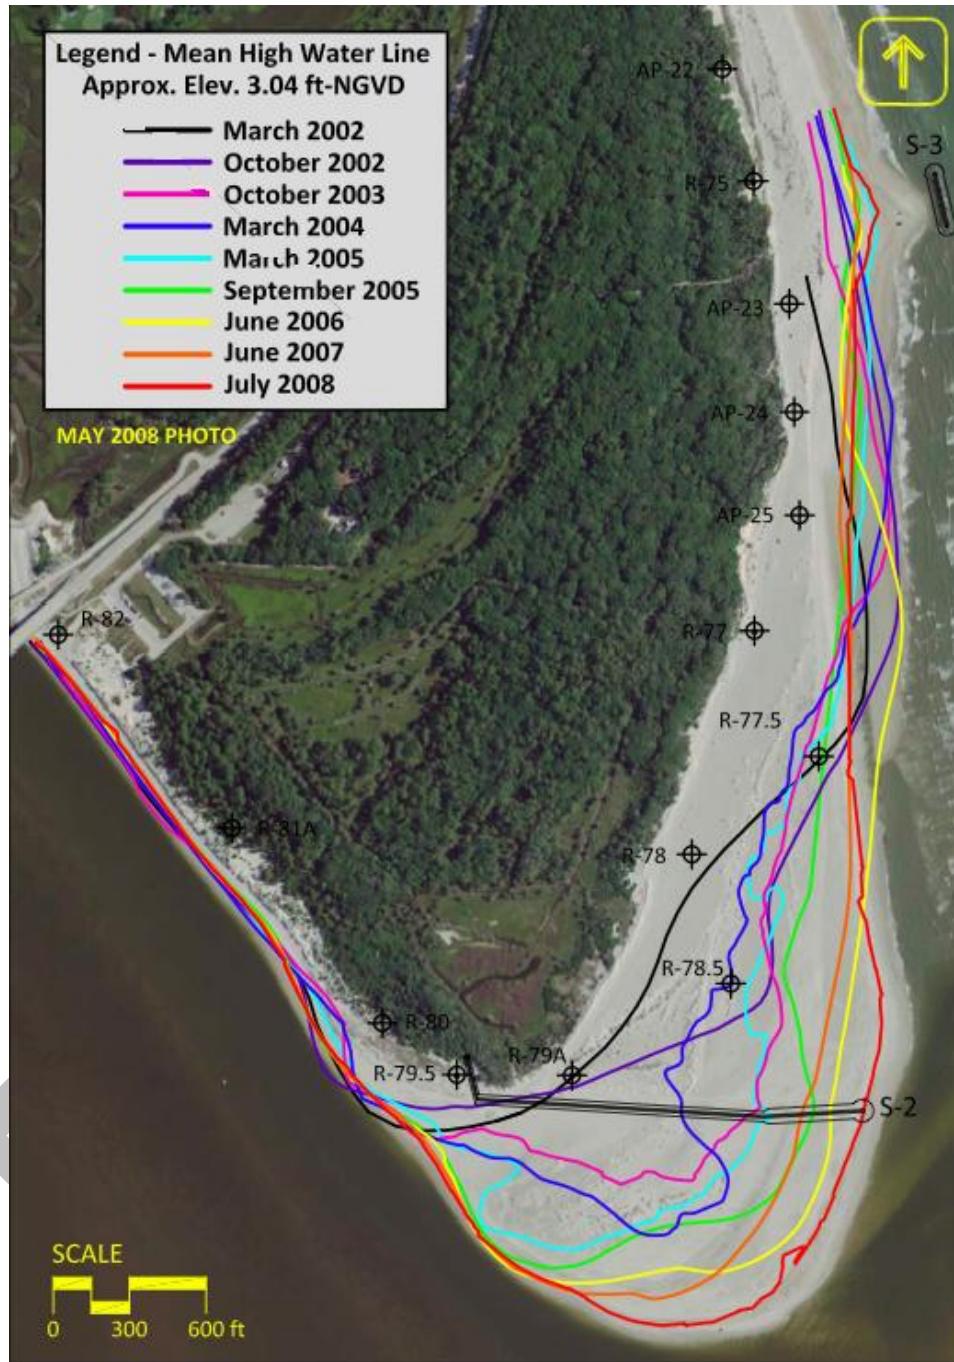 Legend - Mean High Water Line
Approx. Elev. 3.04 ft-NGVD
March 2002
October 2002
October 2003
March 2004
March 2005
September 2005
June 2006
June 2007
July 2008
MAY 2008 PHOTO
AP-22
S-3
R-75
AP-23
AP-24
AP-25
R-82
R-77
R-77.5
R-81A
R-78
R-78.5
R-80
R-79.5
R-79A
S-2
SCALE
0 300 600 ft